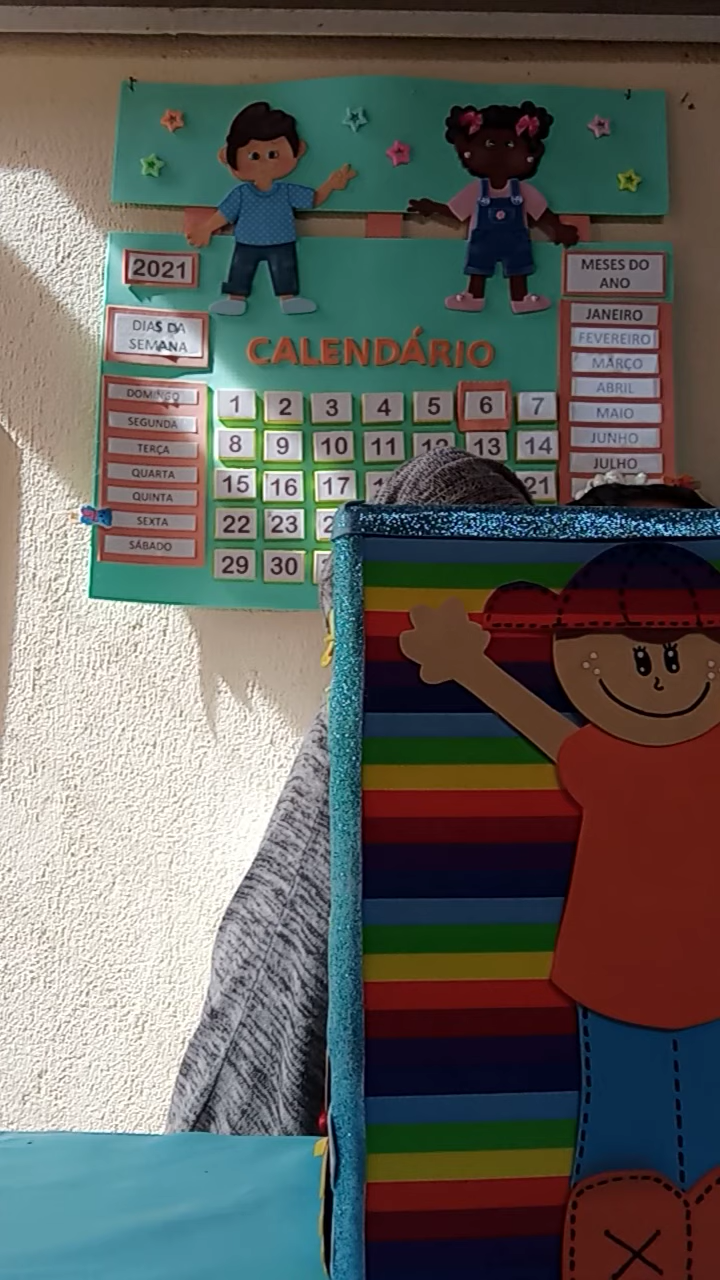 2021
MESES DO
ANO
DIAS DA
SEMANA
CALENDÁRIO
JANEIRO
FEVEREIRO
MARÇO
ABRIL
MAIO
JUNHO
JULHO
DOMINGO
SEGUNDA
TERÇA
QUARTA
QUINTA
SEXTA
SÁBADO
1 2 3 4 5 6 7
8 9 10 11 12 13 14
15 16 17 21
22 23
29 30